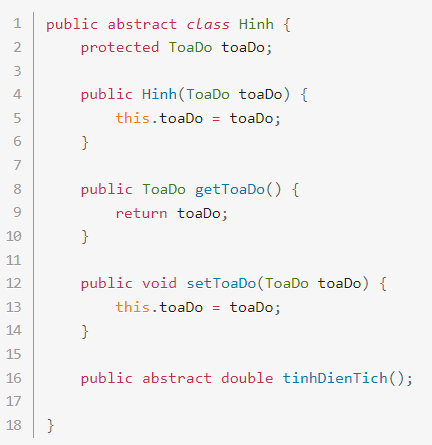 1 public abstract class Hinh {
2     protected ToaDo toaDo;
3
4     public Hinh(ToaDo toaDo) {
5         this.toaDo = toaDo;
6     }
7
8     public ToaDo getToaDo() {
9         return toaDo;
10     }
11
12     public void setToaDo(ToaDo toaDo) {
13         this.toaDo = toaDo;
14     }
15
16     public abstract double tinhDienTich();
17
18 }